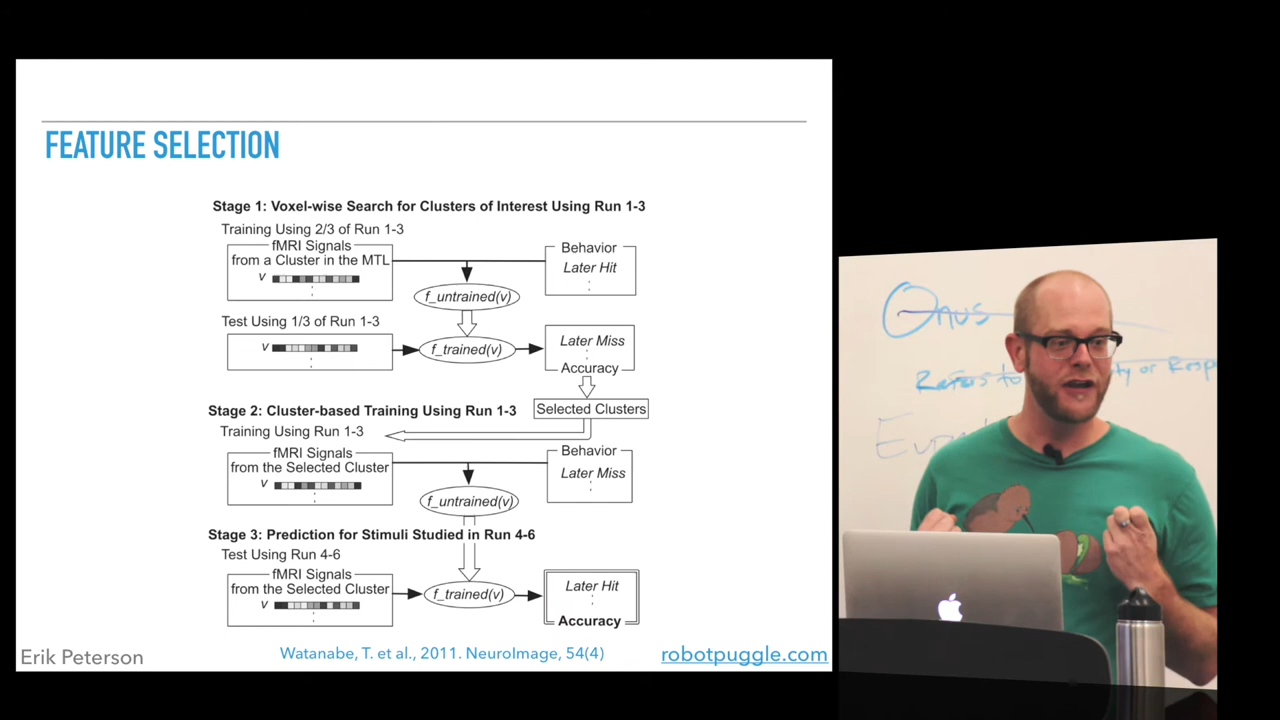 FEATURE SELECTION
Stage 1: Voxel-wise Search for Clusters of Interest Using Run 1-3
Training Using 2/3 of Run 1-3
fMRI Signals
from a Cluster in the MTL
v
Behavior
Later Hit
f_untrained(v)
Test Using 1/3 of Run 1-3
v
f_trained(v)
Later Miss
Accuracy
Selected Clusters
Stage 2: Cluster-based Training Using Run 1-3
Training Using Run 1-3
fMRI Signals
from the Selected Cluster
v
Behavior
Later Miss
f_untrained(v)
Stage 3: Prediction for Stimuli Studied in Run 4-6
Test Using Run 4-6
fMRI Signals
from the Selected Cluster
v
f_trained(v)
Later Hit
Accuracy
Erik Peterson
Watanabe, T. et al., 2011. NeuroImage, 54(4)
robotpuggle.com
Onus
Refers to
or Resp